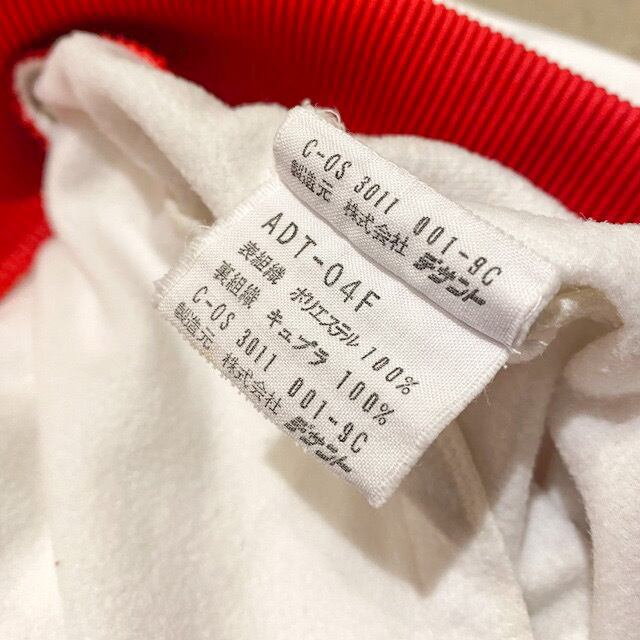 C-OS 3011 001-9C
製造元 株式会社デサント
ADT-04F
表組織 ポリエステル 100%
裏組織 キュプラ 100%
C-OS 3011 001-9C
製造元 株式会社デサント